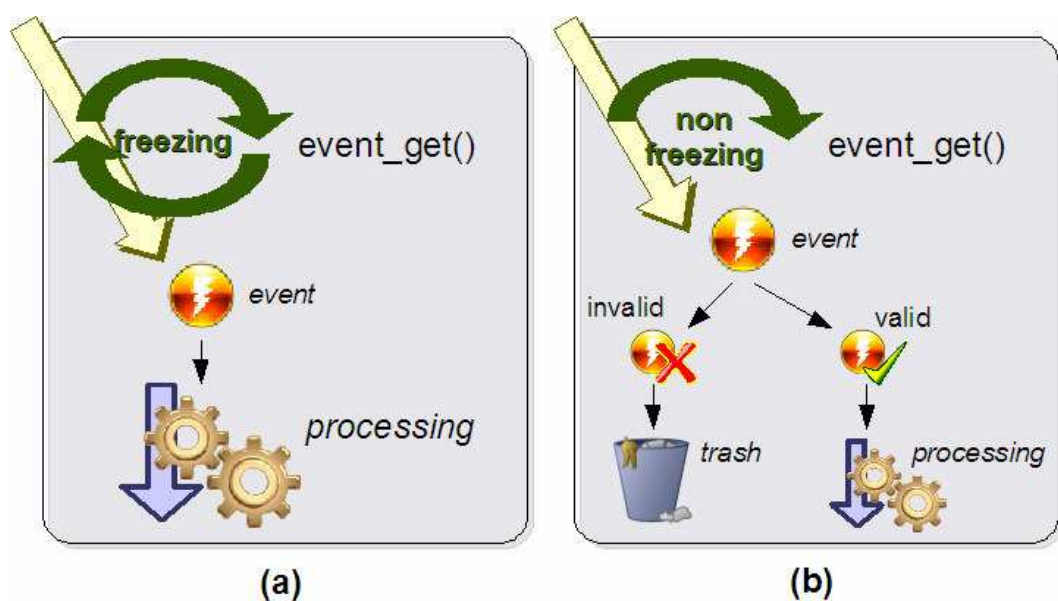 freezing
event_get()
event
processing
(a)
non
freezing
event_get()
event
invalid
valid
trash
processing
(b)